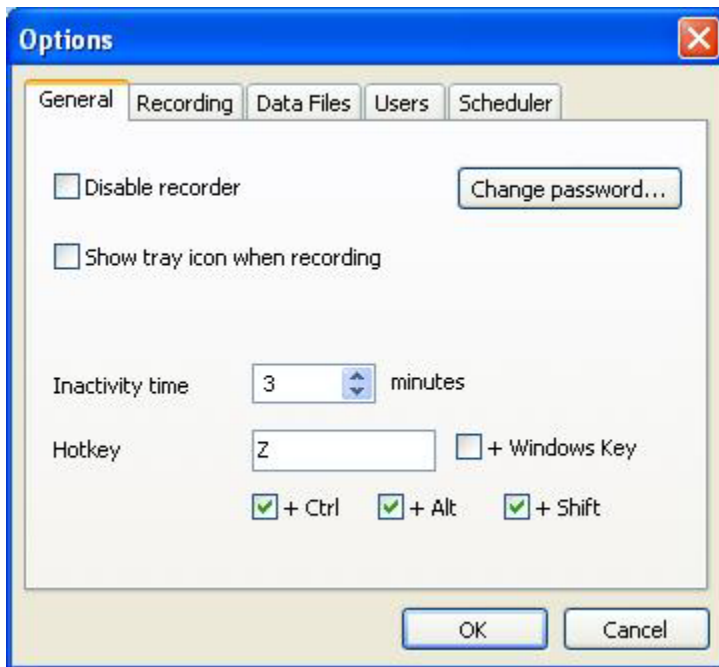 Options
General Recording Data Files Users Scheduler
Disable recorder Change password...
Show tray icon when recording
Inactivity time 3 minutes
Hotkey Z + Windows Key
+ Ctrl + Alt + Shift
OK Cancel